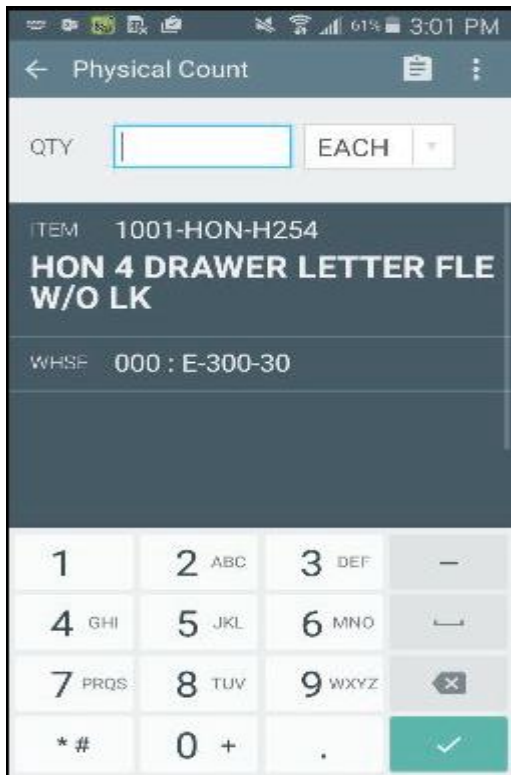 61% 3:01 PM
Physical Count
QTY EACH
ITEM 1001-HON-H254
HON 4 DRAWER LETTER FLE
W/O LK
WHSE 000 : E-300-30
1 2 ABC 3 DEF –
4 GHI 5 JKL 6 MNO
7 PRQS 8 TUV 9 WXYZ
* # 0 + .